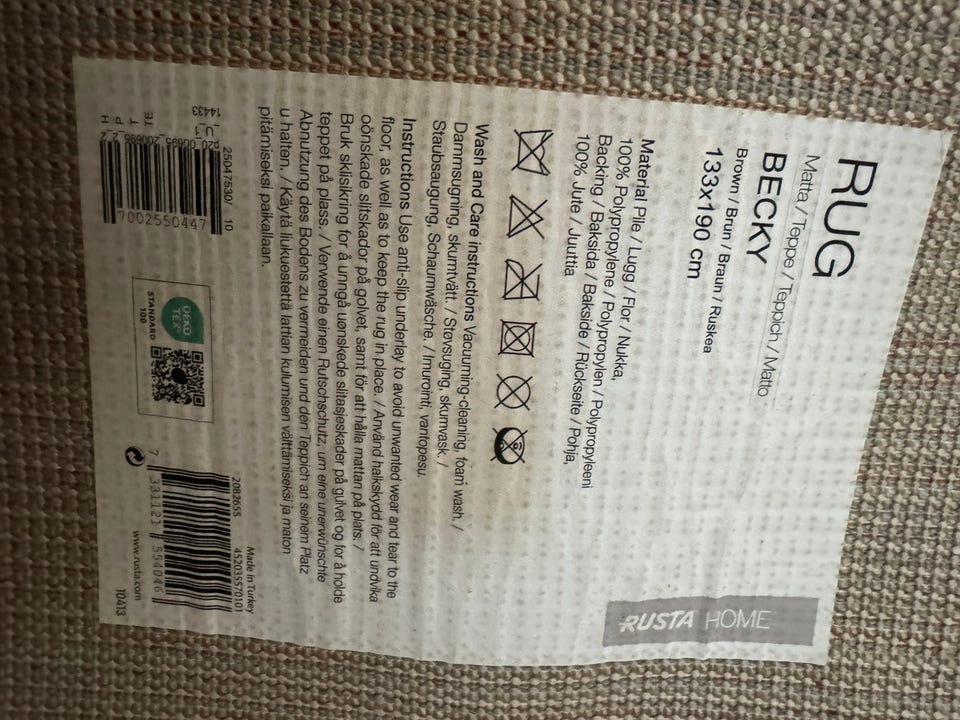 RUG
Matta / Teppe / Teppich / Matto
BECKY
Brown / Brun / Braun / Ruskea
133x190 cm
Material Pile / Lugg / Flor / Nukka,
100% Polypropylene / Polypropylen / Polypropyleeni
Backing / Baksida / Bakside / Rückseite / Pohja,
100% Jute / Juuttia
Wash and Care instructions Vacuuming-cleaning, foam wash. /
Dammsugning, skumtvätt. / Støvsuging, skumvask. /
Staubsaugung, Schaumwäsche. / Imurointi, vantopesu.
Instructions Use anti-slip underlay to avoid unwanted wear and tear to the
floor, as well as to keep the rug in place. / Använd halkskydd för att undvika
oönskade slitskador på golvet, samt för att hålla mattan på plats. /
Bruk sklisikring for å unngå uønskede slitasjeskader på gulvet og for å holde
teppet på plass. / Verwende einen Rutschschutz, um eine unerwünschte
Abnutzung des Bodens zu vermeiden und den Teppich an seinem Platz
u halten. / Käytä liukuestettä lattian kulumisen välttämiseksi ja maton
pitämiseksi paikallaan.
RUSTA HOME
25047530/ 10
7002550447
14433
OEKO
TEX®
STANDARD
100
2082655
Made in Turkey
452035570101
7 331121 554046
www.rusta.com
10413